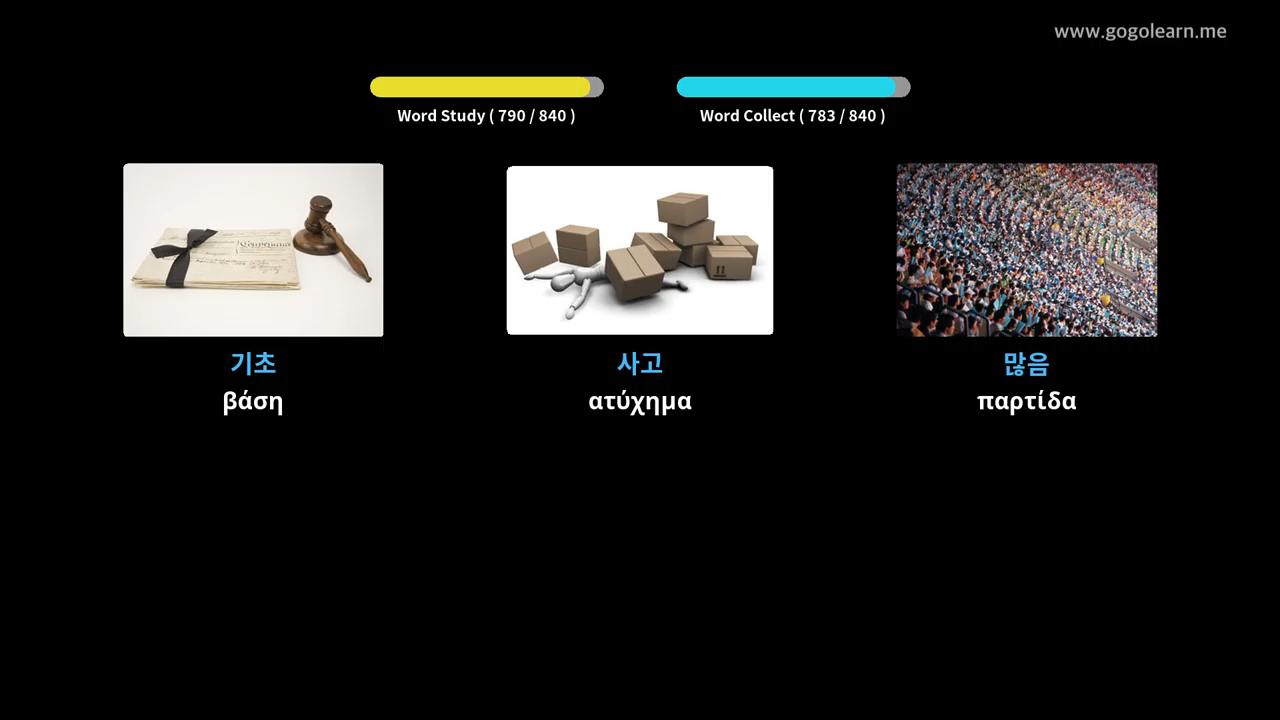 www.gogolearn.me
Word Study ( 790 / 840 )
Word Collect ( 783 / 840 )
기초
사고
많음
βάση
ατύχημα
παρτίδα